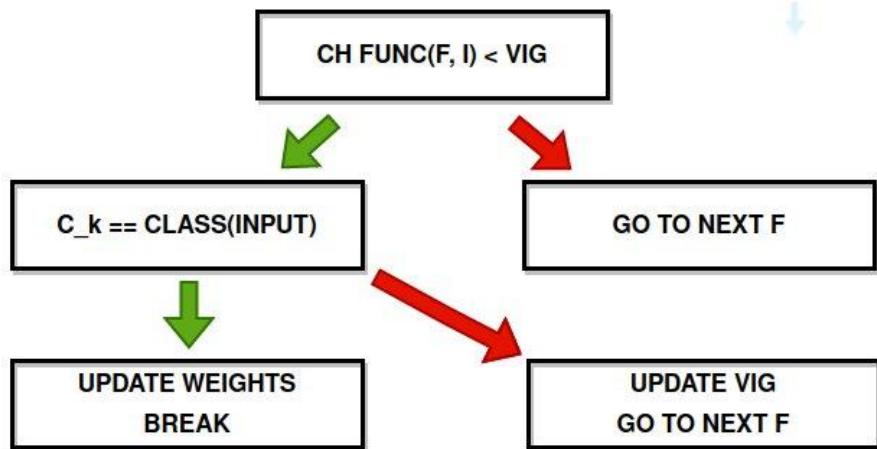 CH FUNC(F, I) < VIG
C_k == CLASS(INPUT)
GO TO NEXT F
UPDATE WEIGHTS
BREAK
UPDATE VIG
GO TO NEXT F